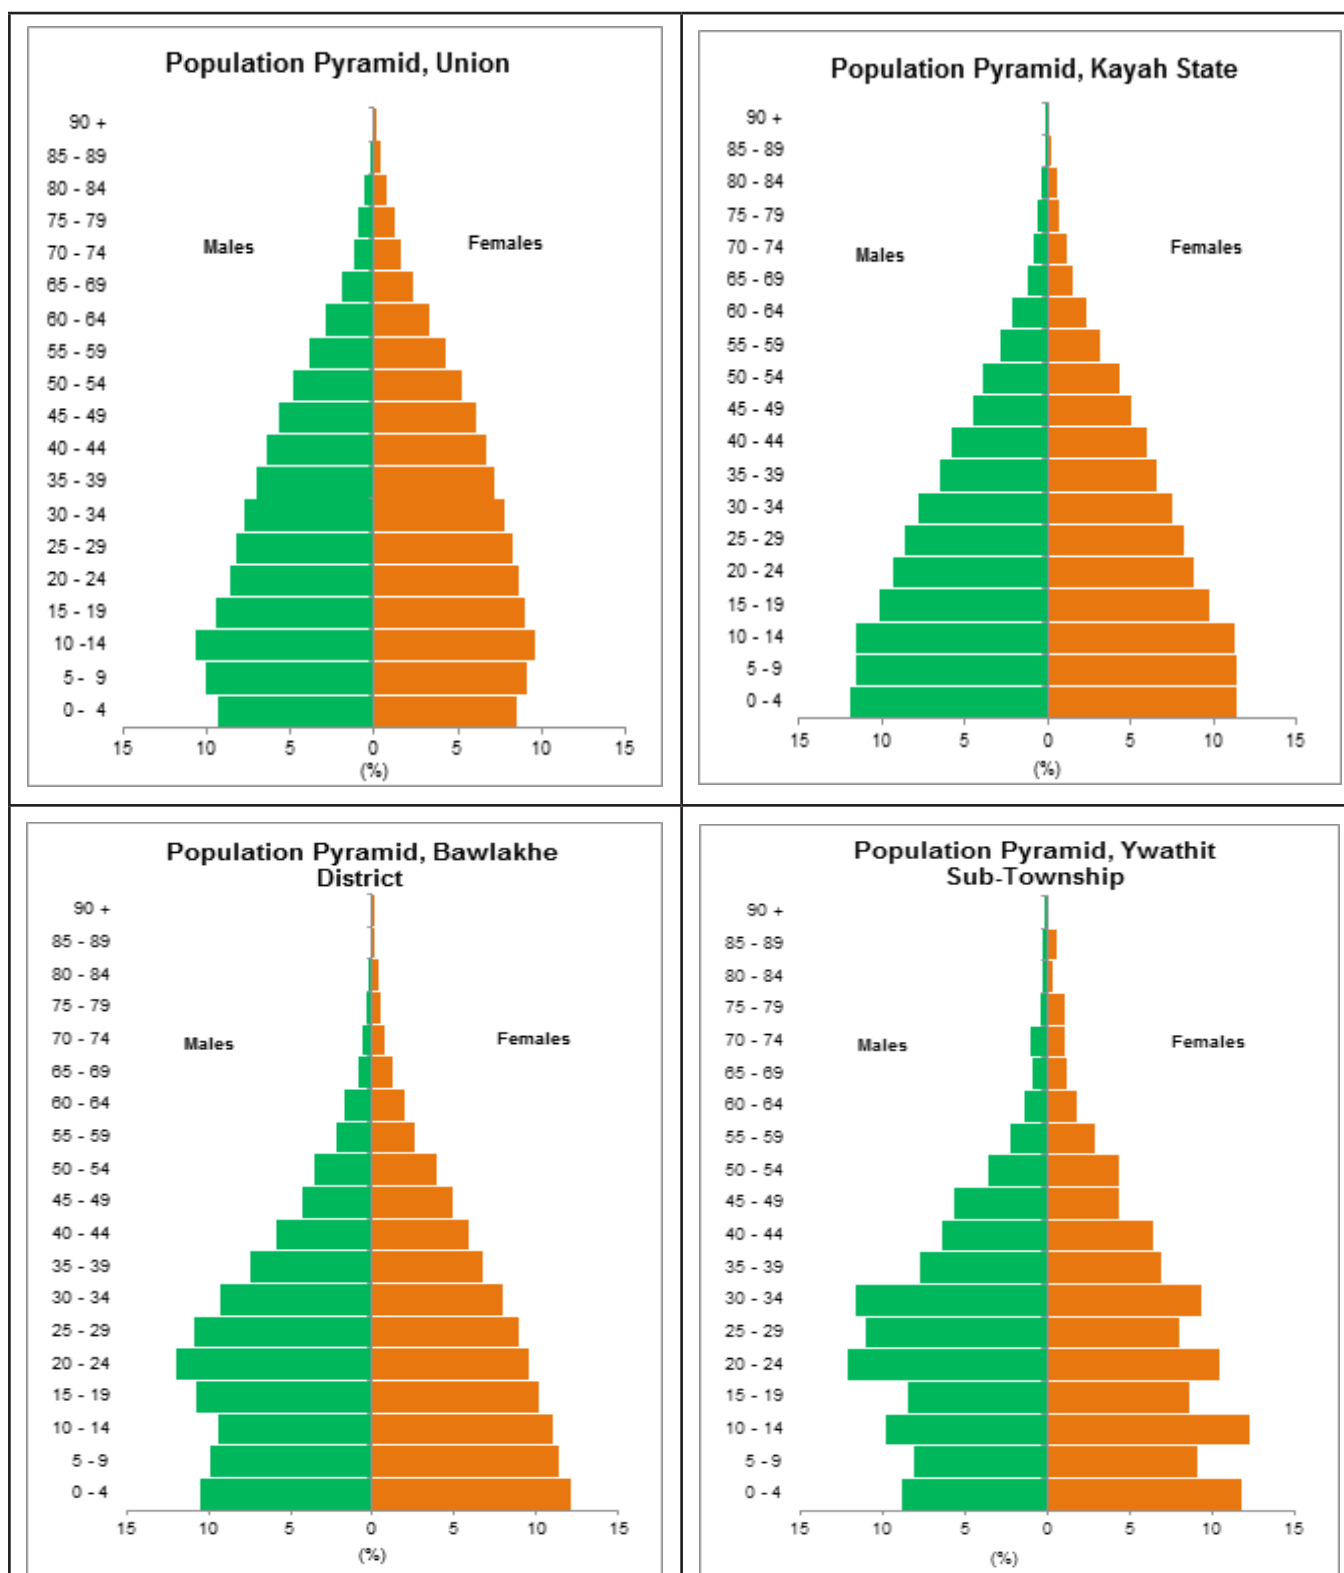 Population Pyramid, Union
90 +
85 - 89
80 - 84
75 - 79
70 - 74
65 - 69
60 - 64
55 - 59
50 - 54
45 - 49
40 - 44
35 - 39
30 - 34
25 - 29
20 - 24
15 - 19
10 -14
5 - 9
0 - 4
Males
Females
15 10 5 0 5 10 15
(%)
Population Pyramid, Kayah State
90 +
85 - 89
80 - 84
75 - 79
70 - 74
65 - 69
60 - 64
55 - 59
50 - 54
45 - 49
40 - 44
35 - 39
30 - 34
25 - 29
20 - 24
15 - 19
10 - 14
5 - 9
0 - 4
Males
Females
15 10 5 0 5 10 15
(%)
Population Pyramid, Bawlakhe
District
90 +
85 - 89
80 - 84
75 - 79
70 - 74
65 - 69
60 - 64
55 - 59
50 - 54
45 - 49
40 - 44
35 - 39
30 - 34
25 - 29
20 - 24
15 - 19
10 - 14
5 - 9
0 - 4
Males
Females
15 10 5 0 5 10 15
(%)
Population Pyramid, Ywathit
Sub-Township
90 +
85 - 89
80 - 84
75 - 79
70 - 74
65 - 69
60 - 64
55 - 59
50 - 54
45 - 49
40 - 44
35 - 39
30 - 34
25 - 29
20 - 24
15 - 19
10 - 14
5 - 9
0 - 4
Males
Females
15 10 5 0 5 10 15
(%)